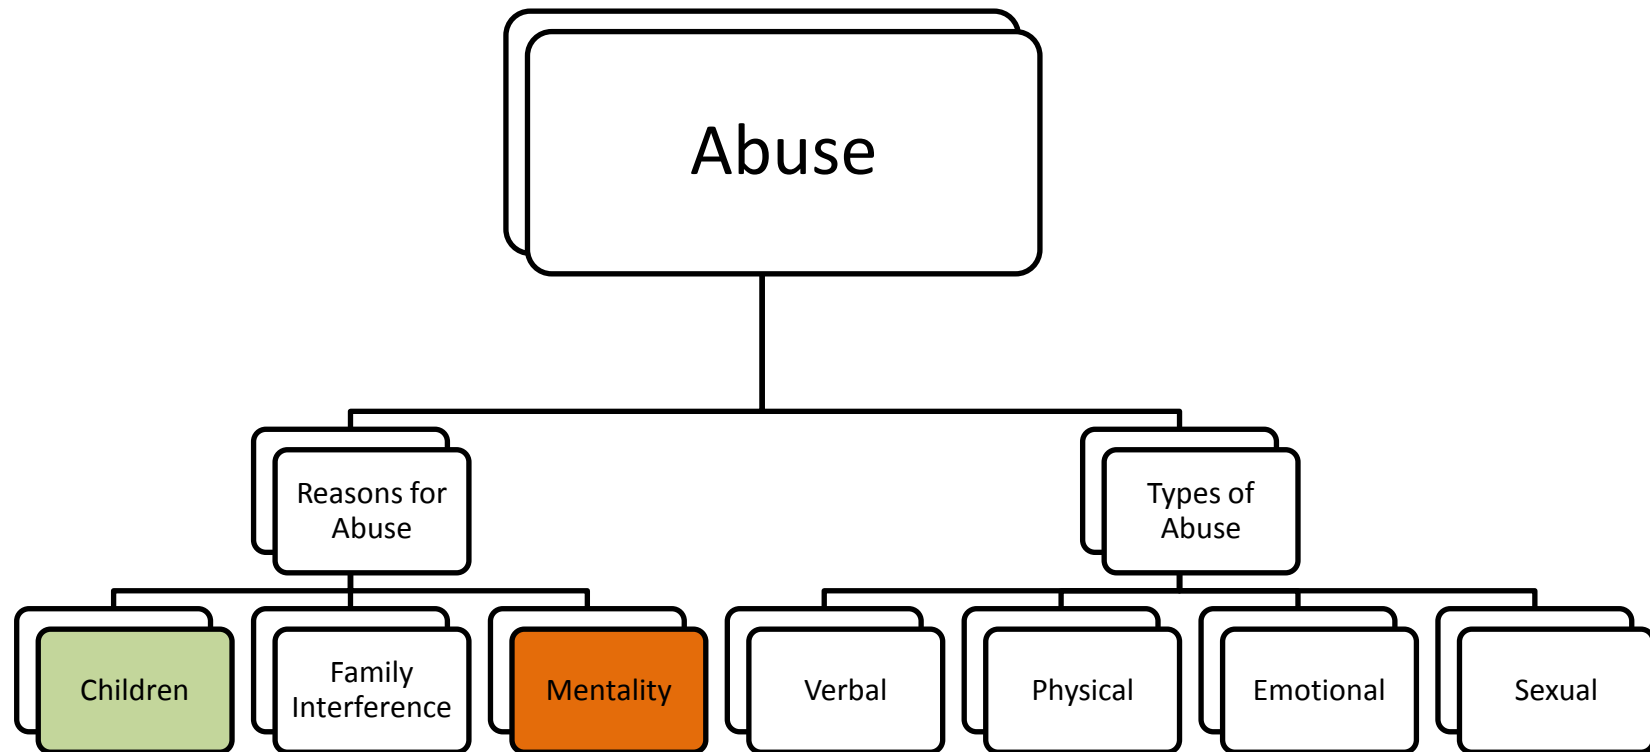 Abuse
Reasons for
Abuse
Types of
Abuse
Children
Family
Interference
Mentality
Verbal
Physical
Emotional
Sexual